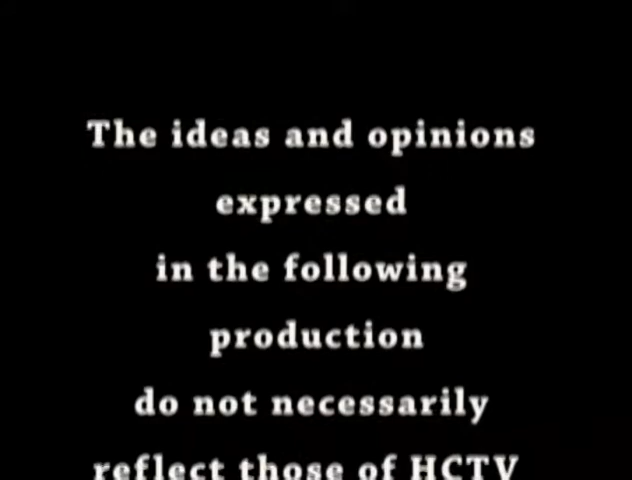 The ideas and opinions
expressed
in the following
production
do not necessarily
reflect those of HCTV